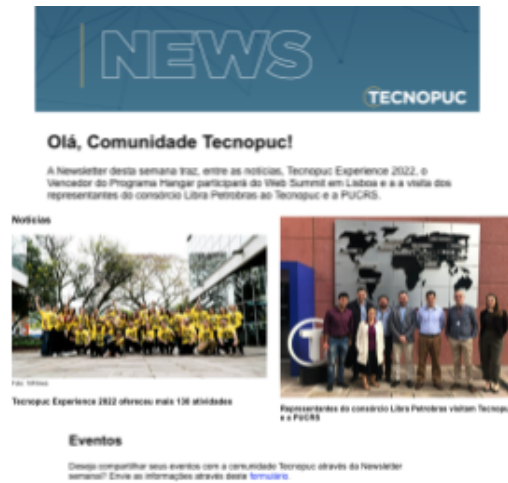 NEWS
TECNOPUC
Olá, Comunidade Tecnopuc!
A Newsletter desta semana traz, entre as notícias, Tecnopuc Experience 2022, o
Vencedor do Programa Hangar participará do Web Summit em Lisboa e a a visita dos
representantes do consórcio Libra Petrobras ao Tecnopuc e a PUCRS.
Notícias
Tecnopuc Experience 2022 ofereceu mais 130 atividades
Representantes do consórcio Libra Petrobras visitam Tecnopu
e a PUCRS
Eventos
Deseja compartilhar seus eventos com a comunidade Tecnopuc através da Newsletter
semanal? Envie as informações através deste formulário.